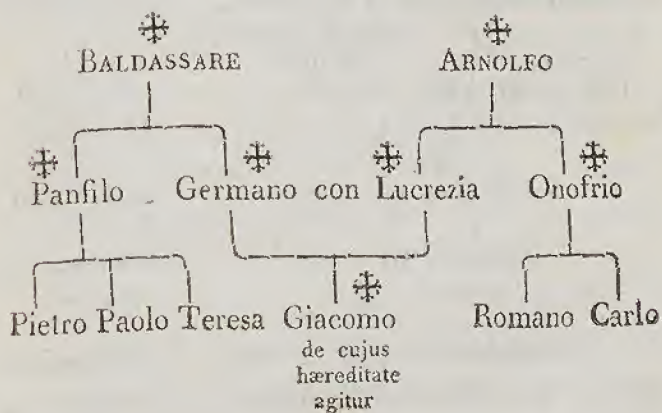 BALDASSARE ARNOLFO
Panfilo Germano con Lucrezia Onofrio
Pietro Paolo Teresa Giacomo Romano Carlo
de cujus
hæreditate
agitur